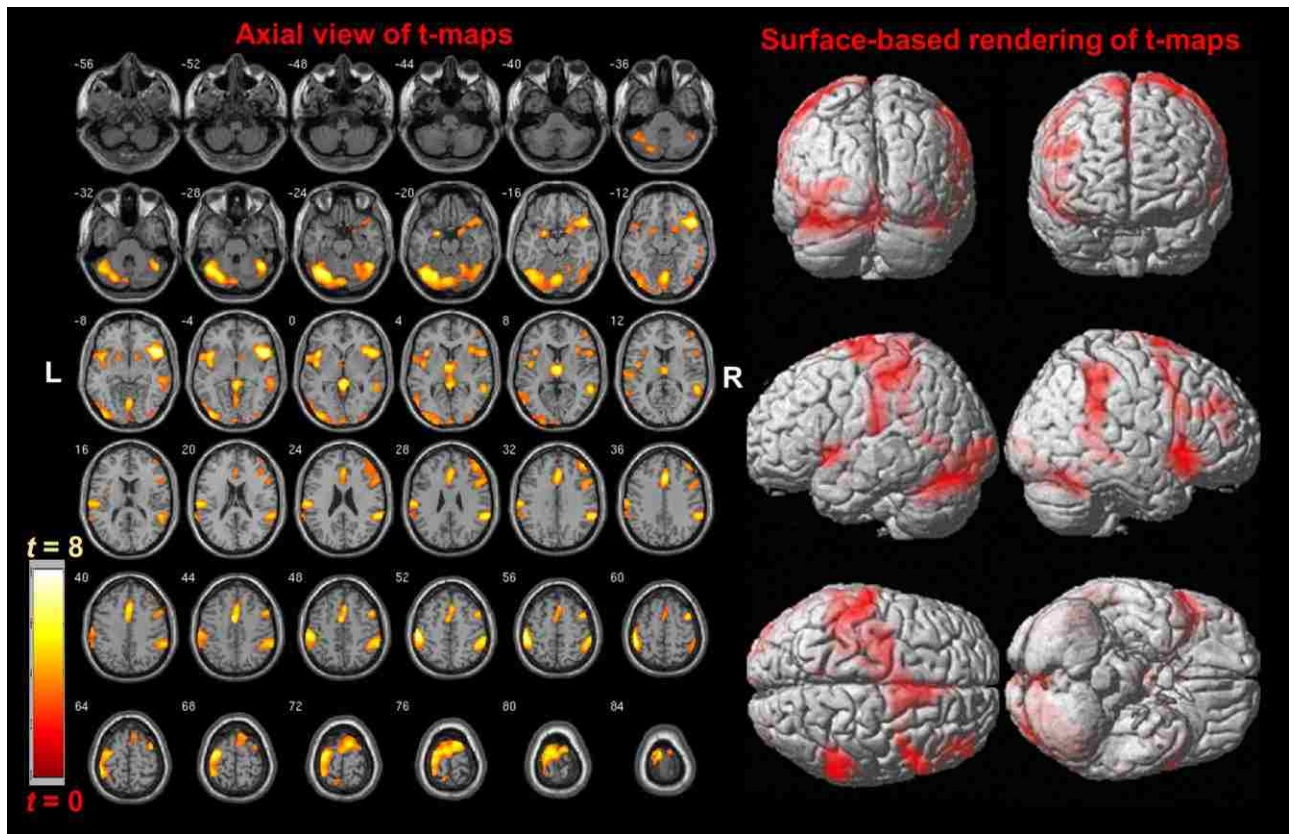 Axial view of t-maps
Surface-based rendering of t-maps
-56 -52 -48 -44 -40 -36
-32 -28 -24 -20 -16 -12
-8 -4 0 4 8 12
L
R
16 20 24 28 32 36
t = 8
40 44 48 52 56 60
64 68 72 76 80 84
t = 0